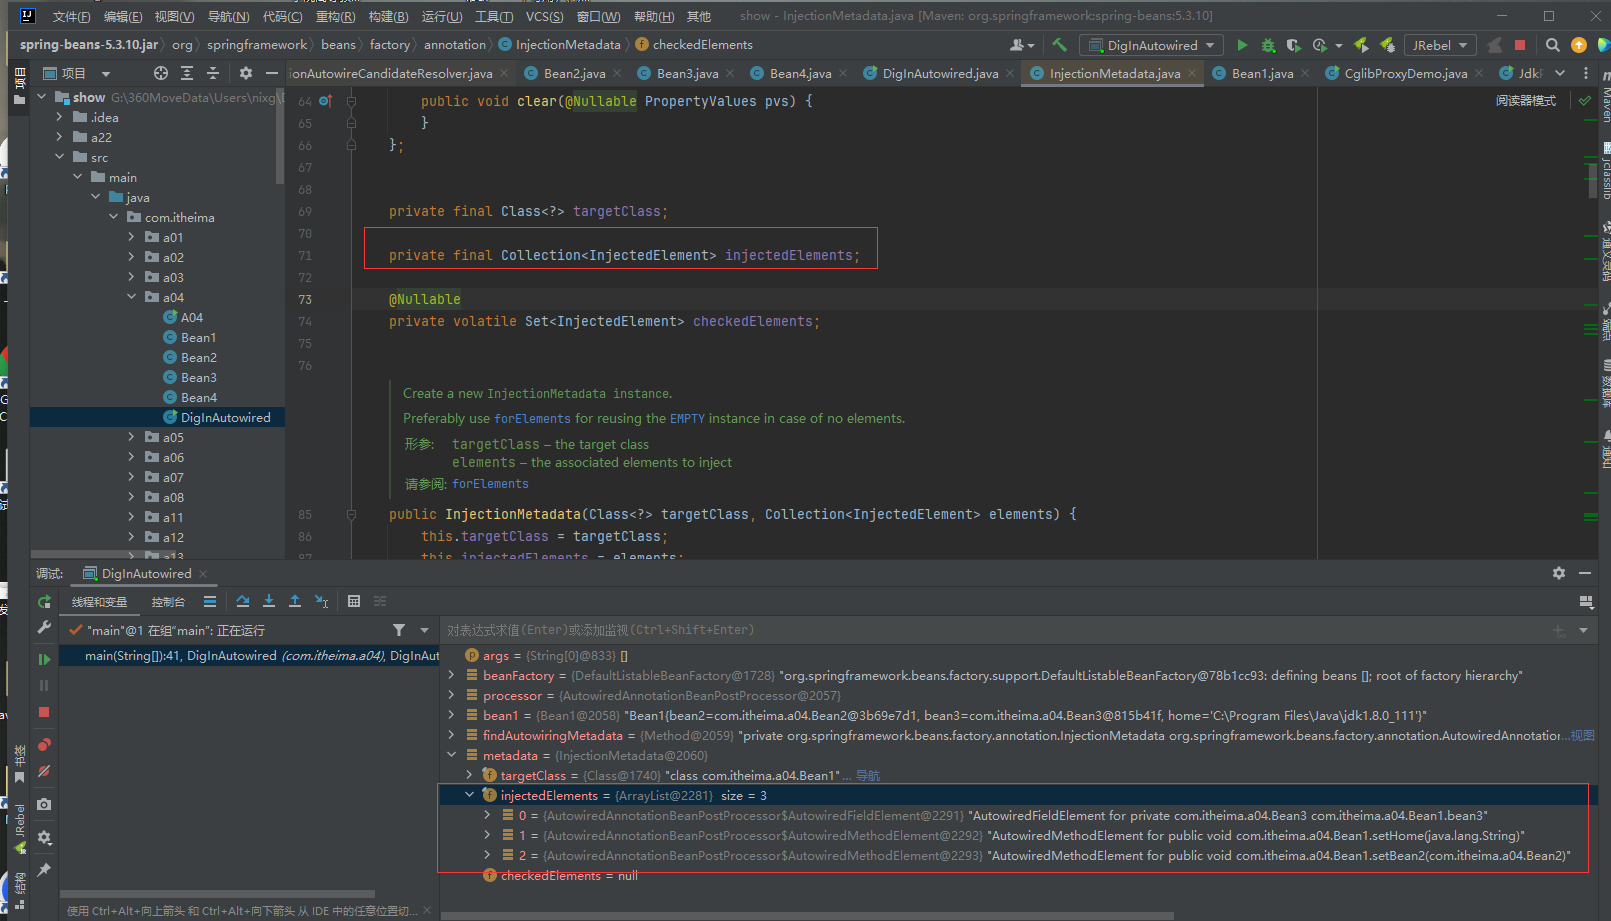 文件(F) 编辑(E) 视图(V) 导航(N) 代码(C) 重构(R) 构建(B) 运行(U) 工具(T) VCS(S) 窗口(W) 帮助(H) 其他 show - InjectionMetadata.java [Maven: org.springframework:spring-beans:5.3.10]
spring-beans-5.3.10.jar org springframework beans factory annotation InjectionMetadata checkedElements DigInAutowired JRebel
项目 ionAutowireCandidateResolver.java Bean2.java Bean3.java Bean4.java DigInAutowired.java InjectionMetadata.java Bean1.java CglibProxyDemo.java Jdk
项目
show G:\360MoveData\Users\nixg\
.idea
a22
src
main
java
com.itheima
a01
a02
a03
a04
A04
Bean1
Bean2
Bean3
Bean4
DigInAutowired
a05
a06
a07
a08
a11
a12
a13
阅读器模式
64 public void clear(@Nullable PropertyValues pvs) {
65 }
66 };
67
68
69 private final Class<?> targetClass;
70
71 private final Collection<InjectedElement> injectedElements;
72
73 @Nullable
74 private volatile Set<InjectedElement> checkedElements;
75
76
Create a new InjectionMetadata instance.
Preferably use forElements for reusing the EMPTY instance in case of no elements.
形参: targetClass – the target class
elements – the associated elements to inject
请参阅: forElements
85 public InjectionMetadata(Class<?> targetClass, Collection<InjectedElement> elements) {
86 this.targetClass = targetClass;
87 this.injectedElements = elements;
Maven
jclasslib
数据库
通知
调试: DigInAutowired
线程和变量 控制台
"main"@1 在组"main": 正在运行
main(String[]):41, DigInAutowired (com.itheima.a04), DigInAut
对表达式求值(Enter)或添加监视(Ctrl+Shift+Enter)
args = {String[0]@833} []
beanFactory = {DefaultListableBeanFactory@1728} "org.springframework.beans.factory.support.DefaultListableBeanFactory@78b1cc93: defining beans []; root of factory hierarchy"
processor = {AutowiredAnnotationBeanPostProcessor@2057}
bean1 = {Bean1@2058} "Bean1{bean2=com.itheima.a04.Bean2@3b69e7d1, bean3=com.itheima.a04.Bean3@815b41f, home='C:\Program Files\Java\jdk1.8.0_111'}"
findAutowiringMetadata = {Method@2059} "private org.springframework.beans.factory.annotation.InjectionMetadata org.springframework.beans.factory.annotation.AutowiredAnnotation... 视图
metadata = {InjectionMetadata@2060}
targetClass = {Class@1740} "class com.itheima.a04.Bean1" ... 导航
injectedElements = {ArrayList@2281} size = 3
0 = {AutowiredAnnotationBeanPostProcessor$AutowiredFieldElement@2291} "AutowiredFieldElement for private com.itheima.a04.Bean3 com.itheima.a04.Bean1.bean3"
1 = {AutowiredAnnotationBeanPostProcessor$AutowiredMethodElement@2292} "AutowiredMethodElement for public void com.itheima.a04.Bean1.setHome(java.lang.String)"
2 = {AutowiredAnnotationBeanPostProcessor$AutowiredMethodElement@2293} "AutowiredMethodElement for public void com.itheima.a04.Bean1.setBean2(com.itheima.a04.Bean2)"
checkedElements = null
书签
JRebel
结构
使用 Ctrl+Alt+向上箭头 和 Ctrl+Alt+向下箭头 从 IDE 中的任意位置切...